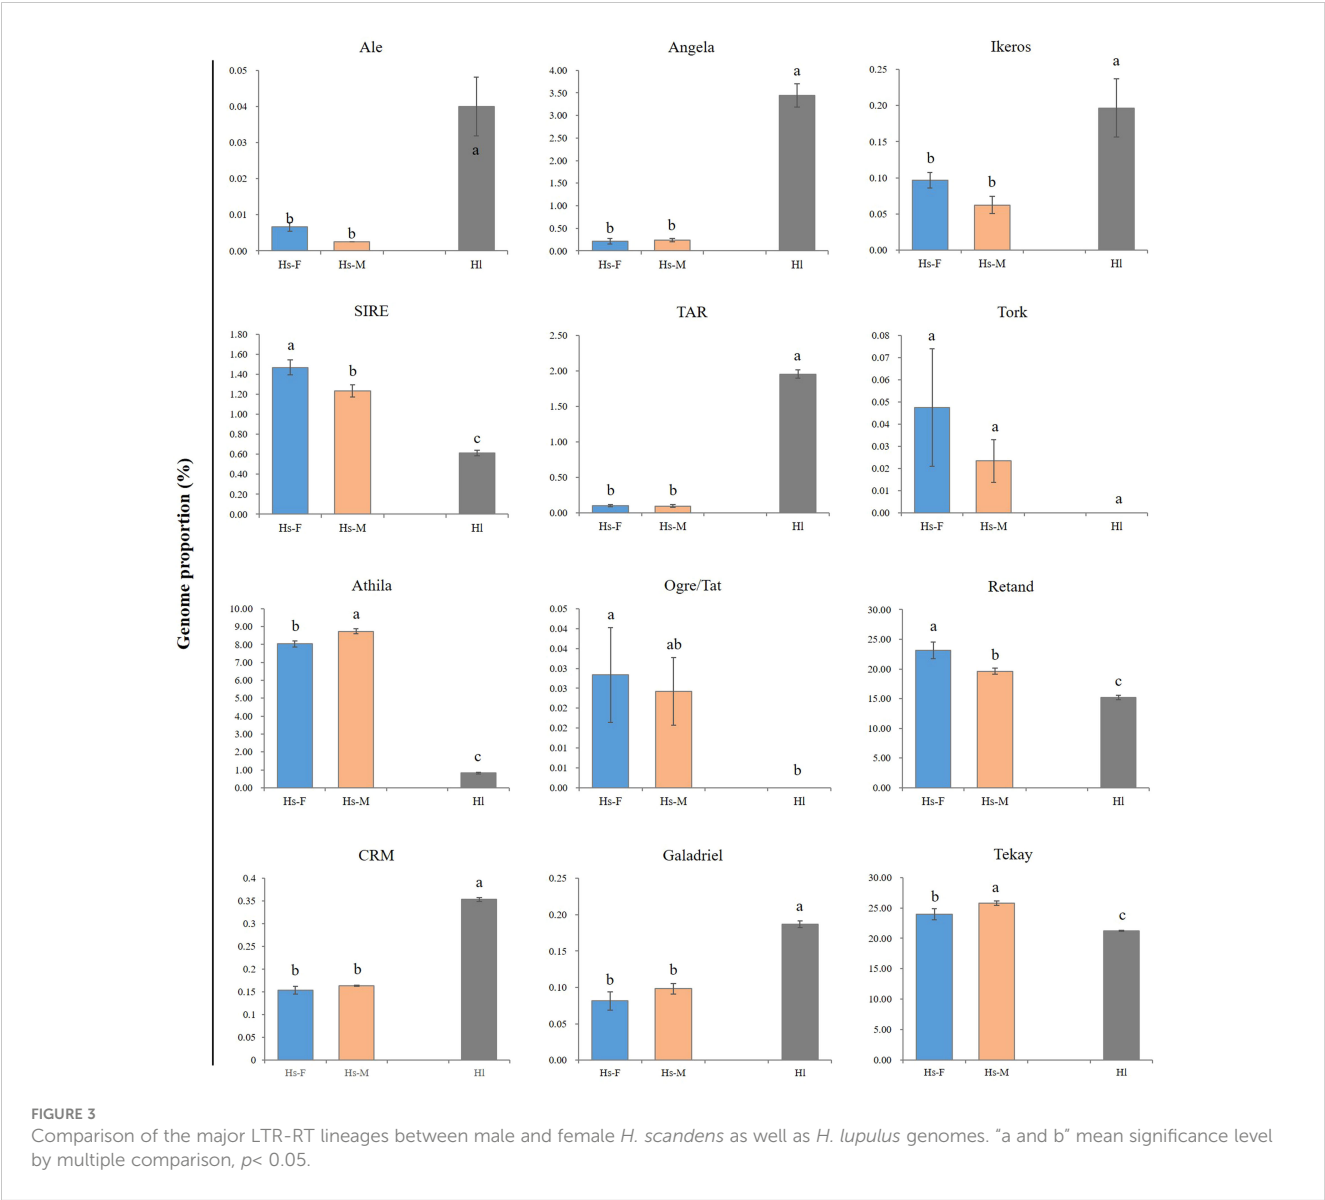 Genome proportion (%)
Ale
0.05
0.04
0.03
0.02
0.01
0.00
b
b
a
Hs-F Hs-M Hl
Angela
4.00
3.50
3.00
2.50
2.00
1.50
1.00
0.50
0.00
b
b
a
Hs-F Hs-M Hl
Ikeros
0.25
0.20
0.15
0.10
0.05
0.00
b
b
a
Hs-F Hs-M Hl
SIRE
1.80
1.60
1.40
1.20
1.00
0.80
0.60
0.40
0.20
0.00
a
b
c
Hs-F Hs-M Hl
TAR
2.50
2.00
1.50
1.00
0.50
0.00
b
b
a
Hs-F Hs-M Hl
Tork
0.08
0.07
0.06
0.05
0.04
0.03
0.02
0.01
0.00
a
a
a
Hs-F Hs-M Hl
Athila
10.00
9.00
8.00
7.00
6.00
5.00
4.00
3.00
2.00
1.00
0.00
b
a
c
Hs-F Hs-M Hl
Ogre/Tat
0.05
0.04
0.04
0.03
0.03
0.02
0.02
0.01
0.01
0.00
a
ab
b
Hs-F Hs-M Hl
Retand
30.00
25.00
20.00
15.00
10.00
5.00
0.00
a
b
c
Hs-F Hs-M Hl
CRM
0.4
0.35
0.3
0.25
0.2
0.15
0.1
0.05
0
b
b
a
Hs-F Hs-M Hl
Galadriel
0.25
0.20
0.15
0.10
0.05
0.00
b
b
a
Hs-F Hs-M Hl
Tekay
30.00
25.00
20.00
15.00
10.00
5.00
0.00
b
a
c
Hs-F Hs-M Hl
FIGURE 3
Comparison of the major LTR-RT lineages between male and female H. scandens as well as H. lupulus genomes. “a and b” mean significance level
by multiple comparison, p< 0.05.